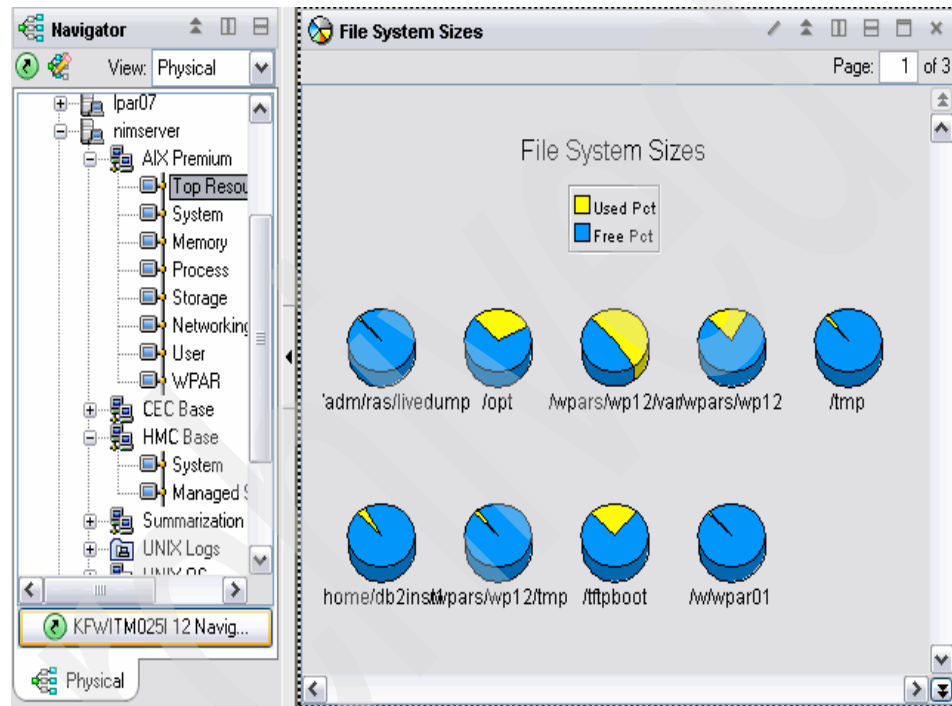 Navigator
View: Physical
lpar07
nimserver
AIX Premium
Top Resou
System
Memory
Process
Storage
Networking
User
WPAR
CEC Base
HMC Base
System
Managed S
Summarization
UNIX Logs
UNIX OS
KFWITM025I 12 Navig...
Physical
File System Sizes
Page: 1 of 3
File System Sizes
Used Pct
Free Pct
'adm/ras/livedump /opt /wpars/wp12/var /wpars/wp12 /tmp
home/db2inst1 /wpars/wp12/tmp /tftpboot /w/wpar01